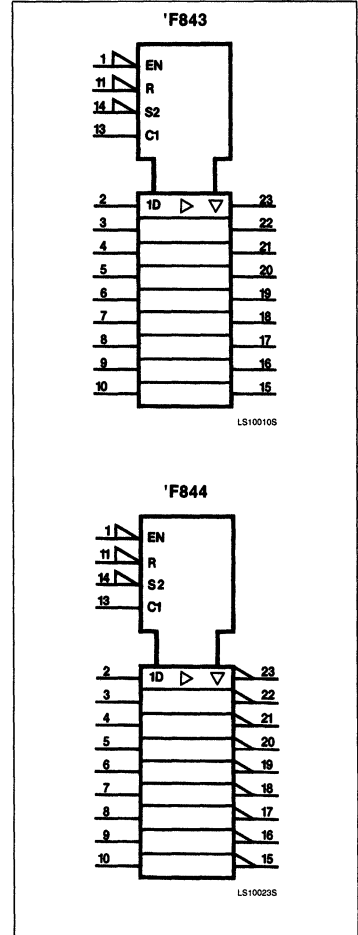 'F843
1 EN
11 R
14 S2
13 C1
2 1D 23
3 22
4 21
5 20
6 19
7 18
8 17
9 16
10 15
LS10010S
'F844
1 EN
11 R
14 S2
13 C1
2 1D 23
3 22
4 21
5 20
6 19
7 18
8 17
9 16
10 15
LS10023S